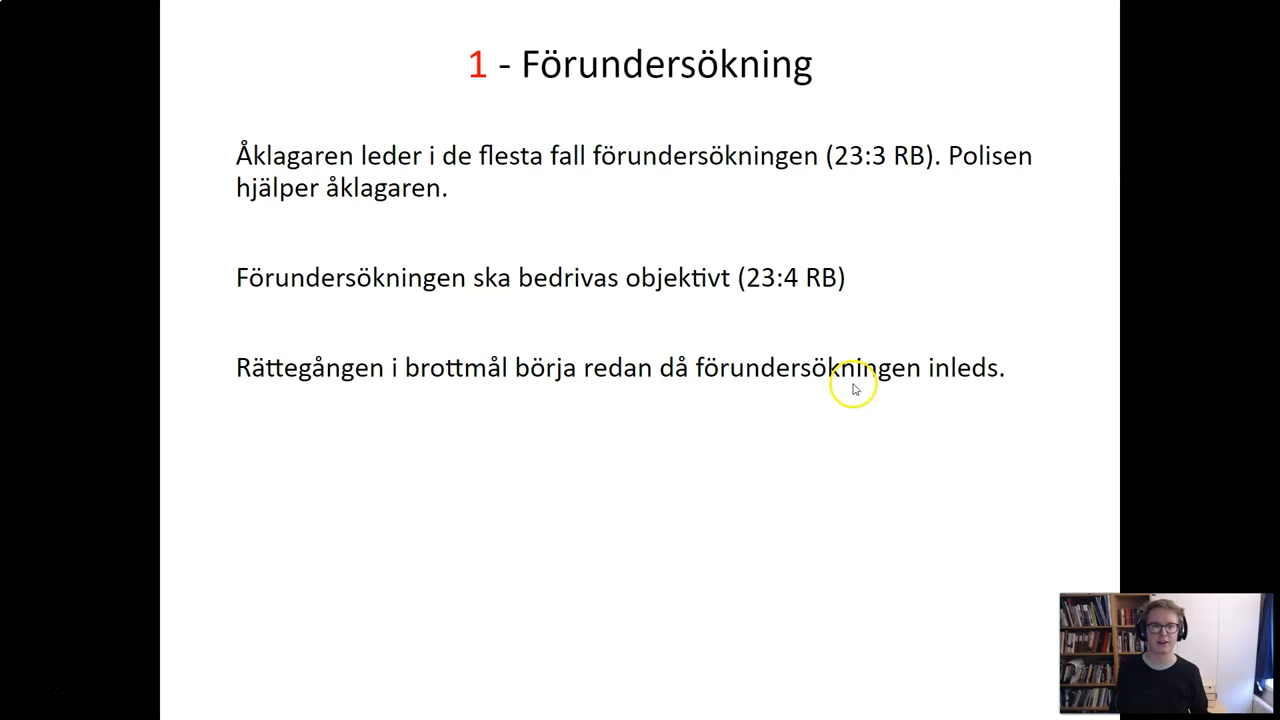 1 - Förundersökning
Åklagaren leder i de flesta fall förundersökningen (23:3 RB). Polisen
hjälper åklagaren.
Förundersökningen ska bedrivas objektivt (23:4 RB)
Rättegången i brottmål börja redan då förundersökningen inleds.